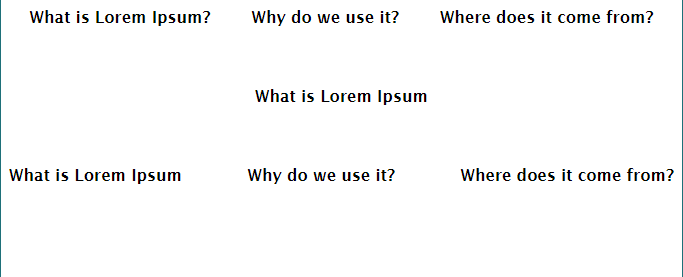 What is Lorem Ipsum? Why do we use it? Where does it come from?
What is Lorem Ipsum
What is Lorem Ipsum Why do we use it? Where does it come from?